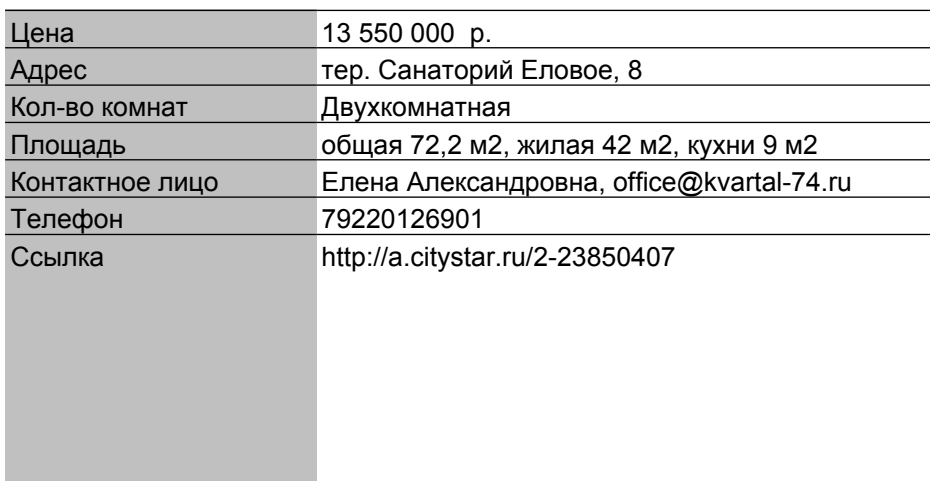 Цена 13 550 000 р.
Адрес тер. Санаторий Еловое, 8
Кол-во комнат Двухкомнатная
Площадь общая 72,2 м2, жилая 42 м2, кухни 9 м2
Контактное лицо Елена Александровна, office@kvartal-74.ru
Телефон 79220126901
Ссылка http://a.citystar.ru/2-23850407